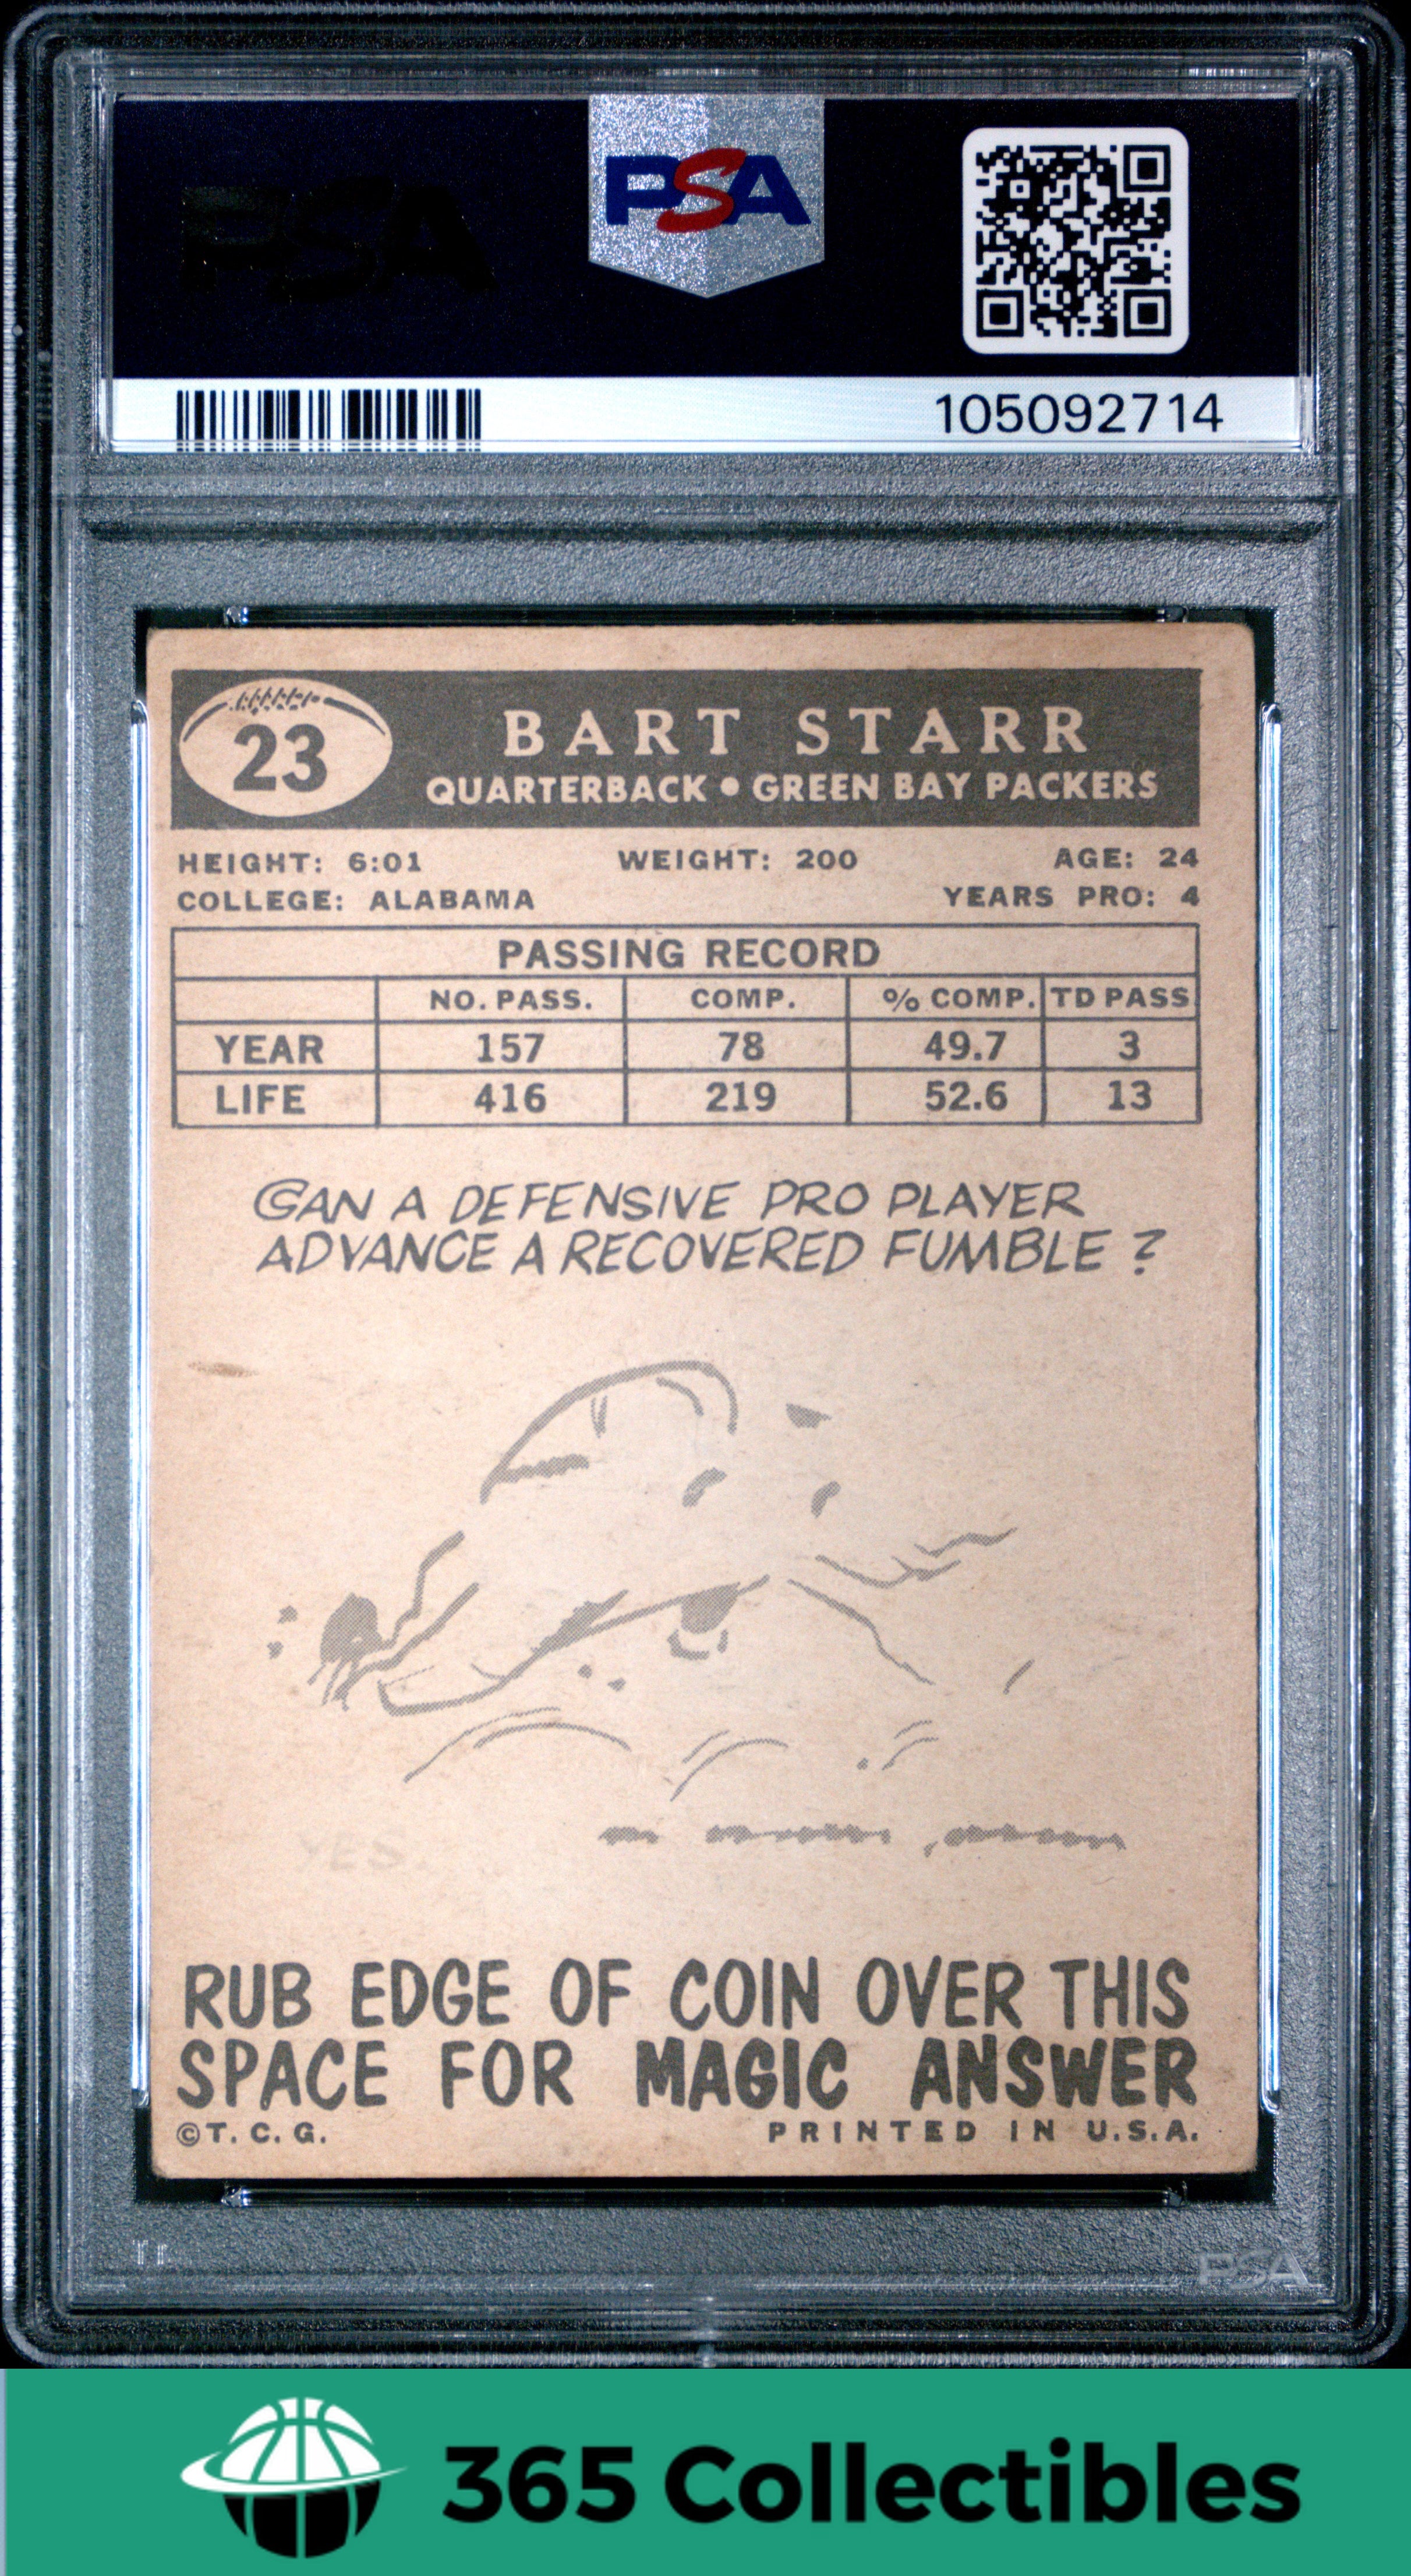 PSA
PSA
105092714
23
BART STARR
QUARTERBACK • GREEN BAY PACKERS
HEIGHT: 6:01 WEIGHT: 200 AGE: 24
COLLEGE: ALABAMA YEARS PRO: 4
PASSING RECORD
NO. PASS. COMP. % COMP. TD PASS
YEAR 157 78 49.7 3
LIFE 416 219 52.6 13
CAN A DEFENSIVE PRO PLAYER
ADVANCE A RECOVERED FUMBLE ?
YES.
RUB EDGE OF COIN OVER THIS
SPACE FOR MAGIC ANSWER
©T. C. G. PRINTED IN U.S.A.
PSA
365 Collectibles